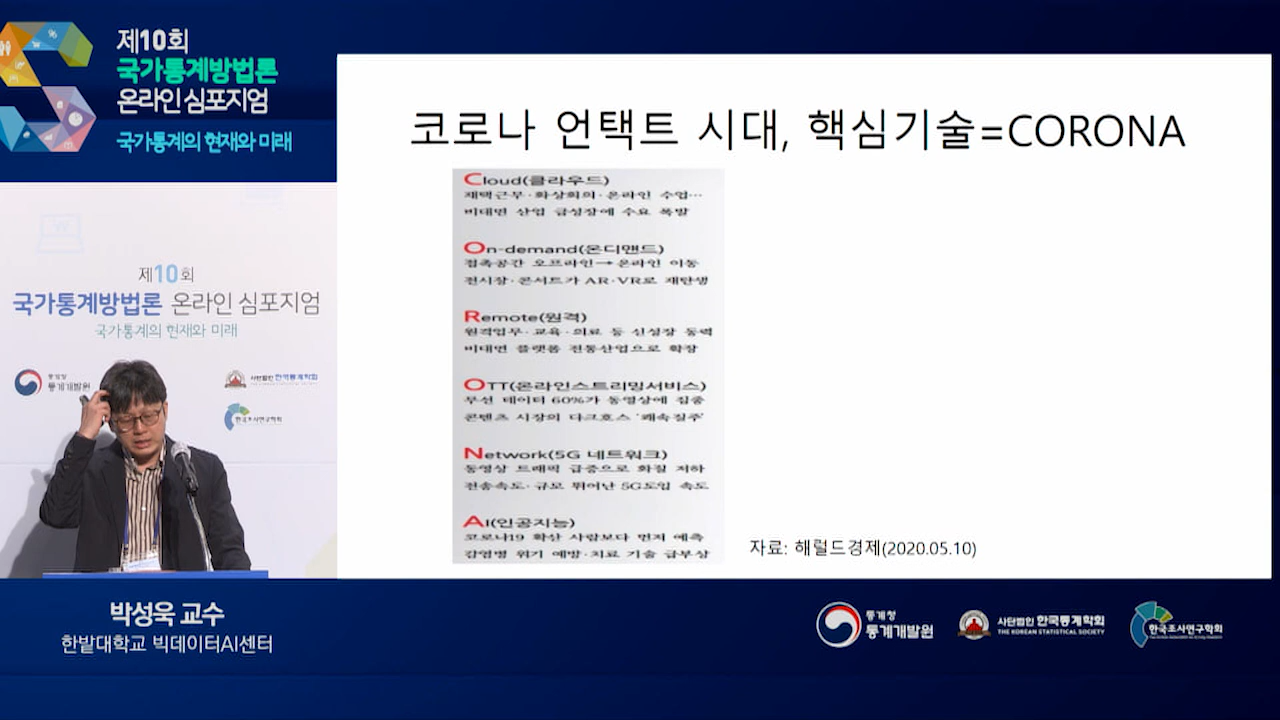 제10회
국가통계방법론
온라인 심포지엄
국가통계의 현재와 미래
코로나 언택트 시대, 핵심기술=CORONA
Cloud(클라우드)
재택근무·화상회의·온라인 수업…
비대면 산업 급성장에 수요 폭발
On-demand(온디맨드)
접촉공간 오프라인→온라인 이동
전시장·콘서트가 AR·VR로 재탄생
Remote(원격)
원격업무·교육·의료 등 신성장 동력
비대면 플랫폼 전통산업으로 확장
OTT(온라인스트리밍서비스)
무선 데이터 60%가 동영상에 집중
콘텐츠 시장의 다크호스 '쾌속질주'
Network(5G 네트워크)
동영상 트래픽 급증으로 화질 저하
전송속도·규모 뛰어난 5G도입 속도
AI(인공지능)
코로나19 확산 사람보다 먼저 예측
감염병 위기 예방·치료 기술 급부상
자료: 헤럴드경제(2020.05.10)
제10회
국가통계방법론 온라인 심포지엄
국가통계의 현재와 미래
통계청
통계개발원
사단법인 한국통계학회
한국조사연구학회
박성욱 교수
한밭대학교 빅데이터AI센터
통계청
통계개발원
사단법인 한국통계학회
THE KOREAN STATISTICAL SOCIETY
한국조사연구학회